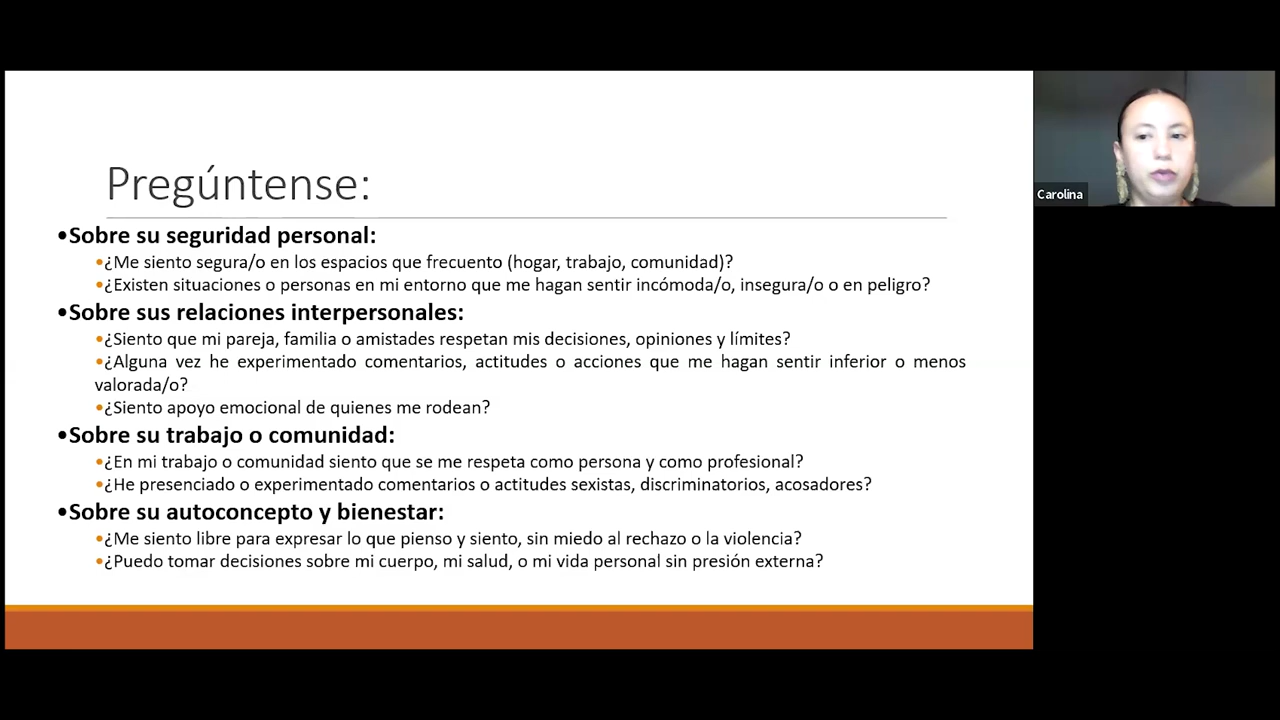 Pregúntense:
•Sobre su seguridad personal:
•¿Me siento segura/o en los espacios que frecuento (hogar, trabajo, comunidad)?
•¿Existen situaciones o personas en mi entorno que me hagan sentir incómoda/o, insegura/o o en peligro?
•Sobre sus relaciones interpersonales:
•¿Siento que mi pareja, familia o amistades respetan mis decisiones, opiniones y límites?
•¿Alguna vez he experimentado comentarios, actitudes o acciones que me hagan sentir inferior o menos
valorada/o?
•¿Siento apoyo emocional de quienes me rodean?
•Sobre su trabajo o comunidad:
•¿En mi trabajo o comunidad siento que se me respeta como persona y como profesional?
•¿He presenciado o experimentado comentarios o actitudes sexistas, discriminatorios, acosadores?
•Sobre su autoconcepto y bienestar:
•¿Me siento libre para expresar lo que pienso y siento, sin miedo al rechazo o la violencia?
•¿Puedo tomar decisiones sobre mi cuerpo, mi salud, o mi vida personal sin presión externa?
Carolina